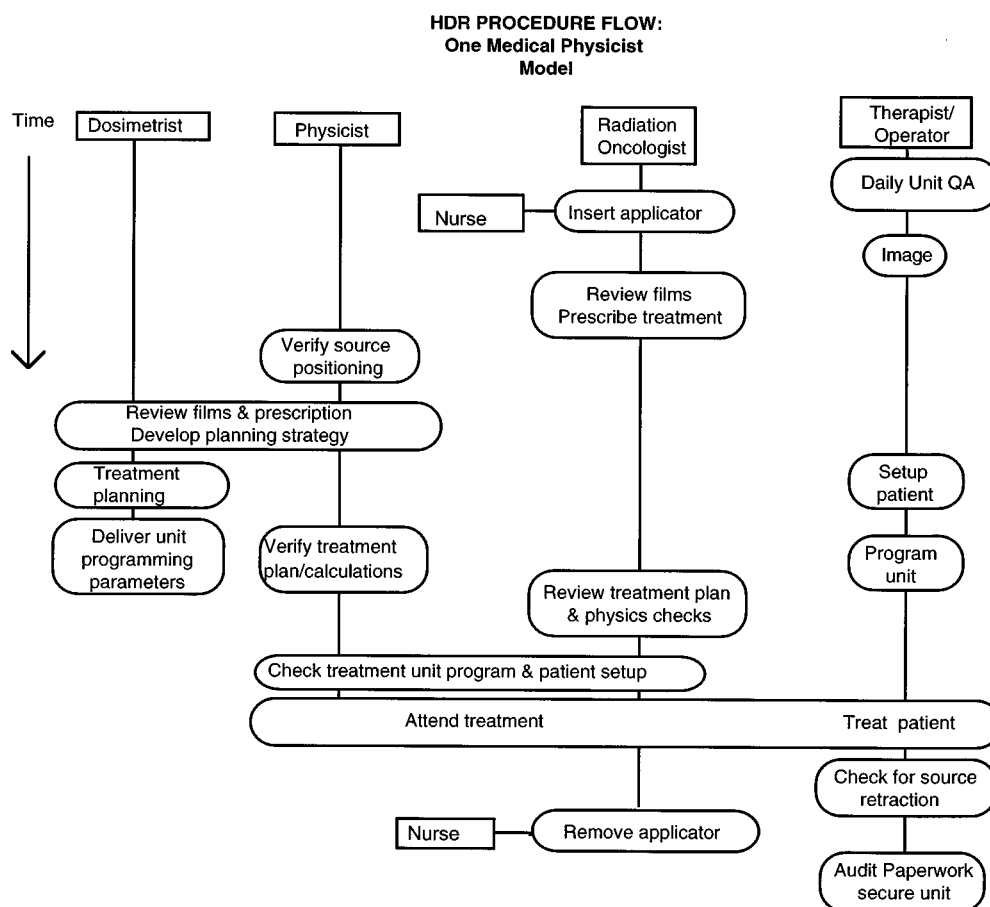 HDR PROCEDURE FLOW:
One Medical Physicist
Model
Time
Dosimetrist
Physicist
Radiation
Oncologist
Therapist/
Operator
Daily Unit QA
Nurse
Insert applicator
Image
Review films
Prescribe treatment
Verify source
positioning
Review films & prescription
Develop planning strategy
Treatment
planning
Setup
patient
Deliver unit
programming
parameters
Verify treatment
plan/calculations
Program
unit
Review treatment plan
& physics checks
Check treatment unit program & patient setup
Attend treatment
Treat patient
Check for source
retraction
Nurse
Remove applicator
Audit Paperwork
secure unit